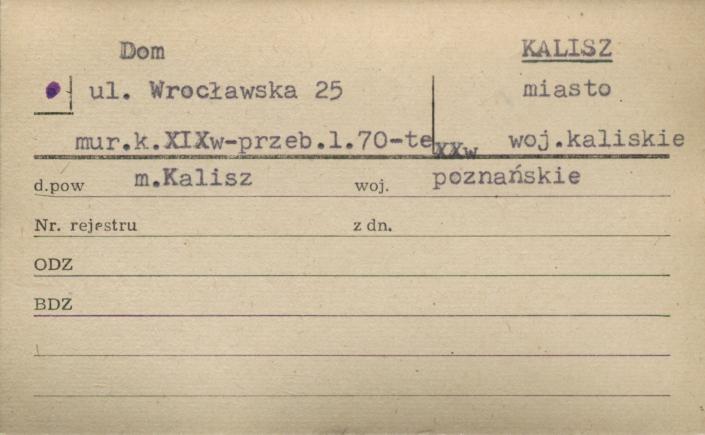 Dom KALISZ
ul. Wrocławska 25 miasto
mur.k.XIXw-przeb.l.70-te XXw woj.kaliskie
d.pow m.Kalisz woj. poznańskie
Nr. rejestru z dn.
ODZ
BDZ